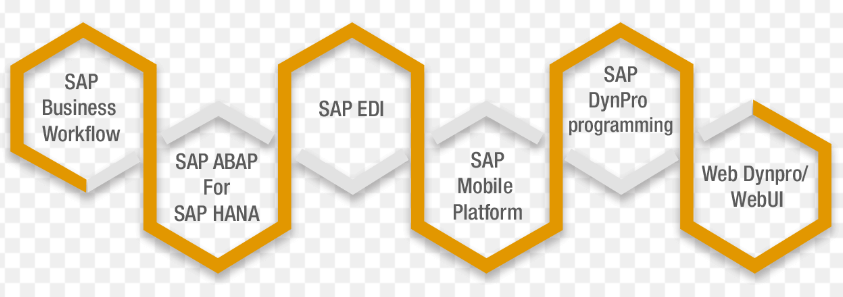 SAP
Business
Workflow
SAP ABAP
For
SAP HANA
SAP EDI
SAP
Mobile
Platform
SAP
DynPro
programming
Web Dynpro/
WebUI